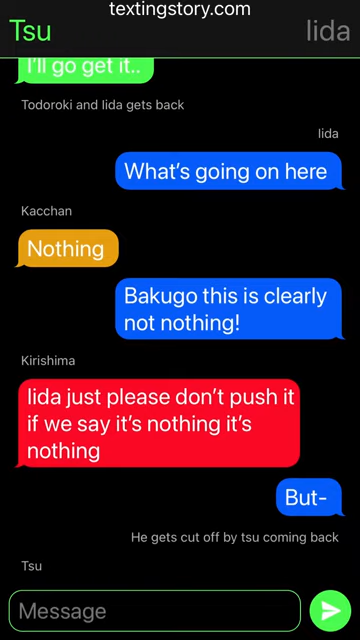 textingstory.com
Tsu
Iida
I'll go get it..
Todoroki and Iida gets back
Iida
What's going on here
Kacchan
Nothing
Bakugo this is clearly
not nothing!
Kirishima
Iida just please don't push it
if we say it's nothing it's
nothing
But-
He gets cut off by tsu coming back
Tsu
Message